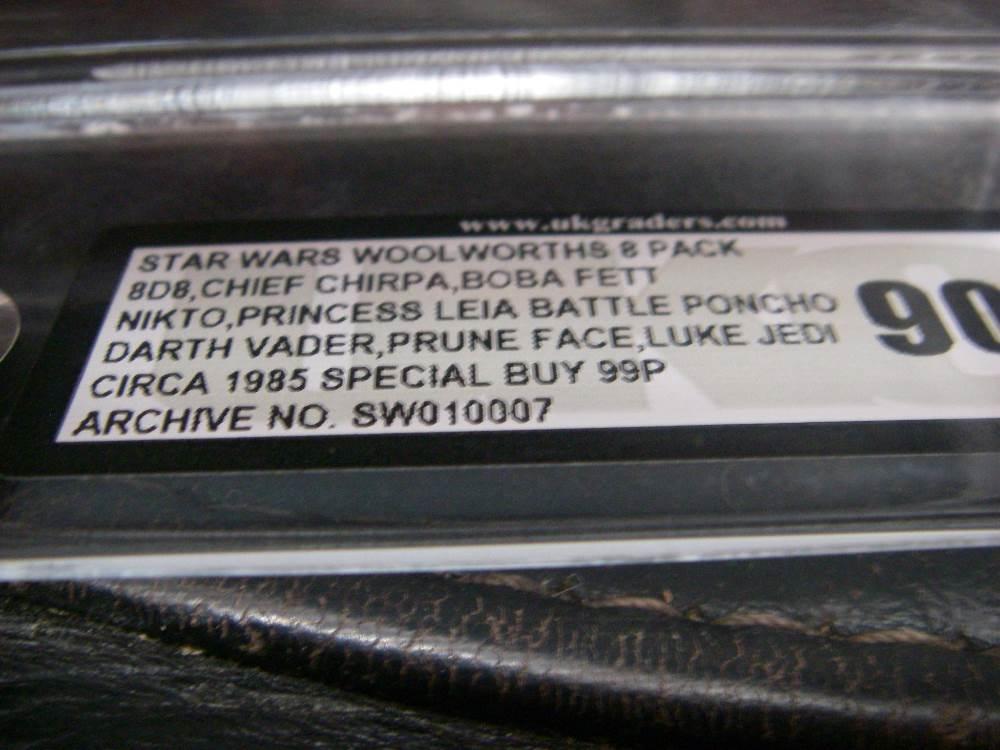 www.ukgraders.com
STAR WARS WOOLWORTHS 8 PACK
8D8,CHIEF CHIRPA,BOBA FETT
NIKTO,PRINCESS LEIA BATTLE PONCHO
DARTH VADER,PRUNE FACE,LUKE JEDI
CIRCA 1985 SPECIAL BUY 99P
ARCHIVE NO. SW010007
90